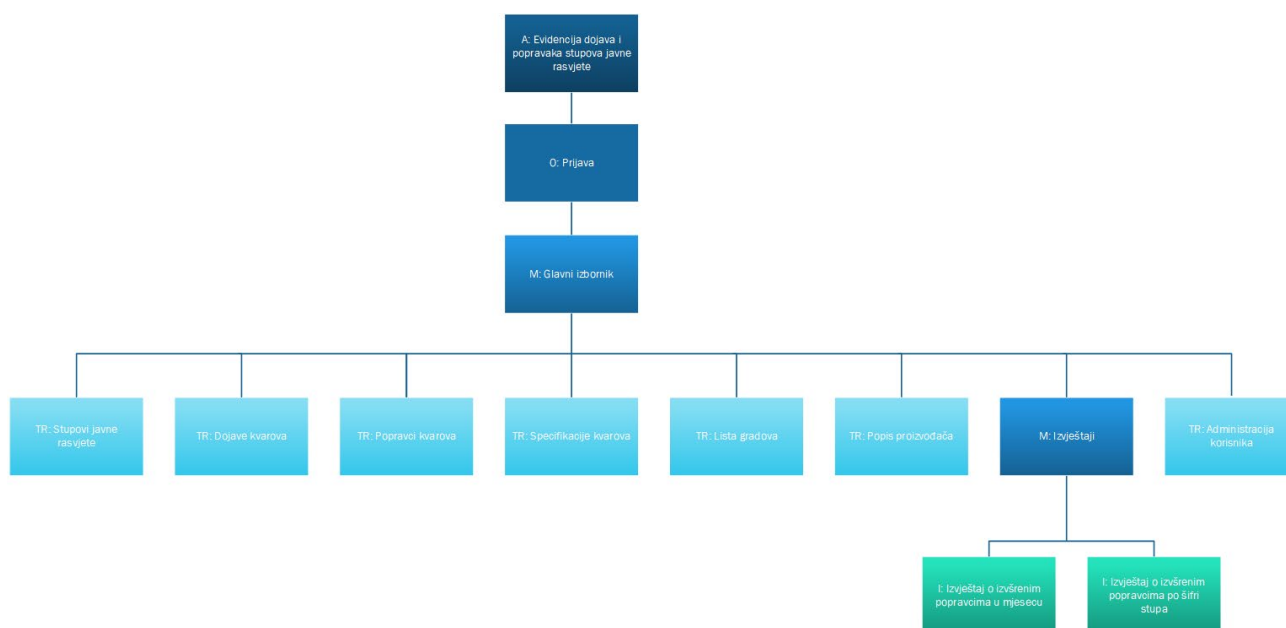 A: Evidencija dojava i
popravaka stupova javne
rasvjete
O: Prijava
M: Glavni izbornik
TR: Stupovi javne
rasvjete
TR: Dojave kvarova
TR: Popravci kvarova
TR: Specifikacije kvarova
TR: Lista gradova
TR: Popis proizvođača
M: Izvještaji
TR: Administracija
korisnika
I: Izvještaj o izvšrenim
popravcima u mjesecu
I: Izvještaj o izvšrenim
popravcima po šifri
stupa